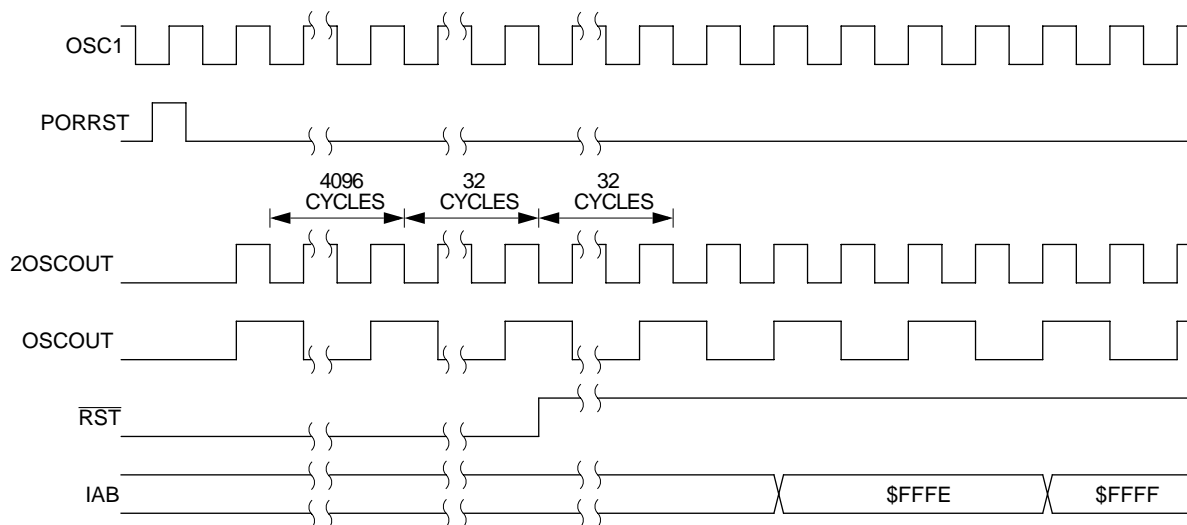 OSC1
PORRST
4096
CYCLES
32
CYCLES
32
CYCLES
2OSCOUT
OSCOUT
RST
IAB
$FFFE
$FFFF